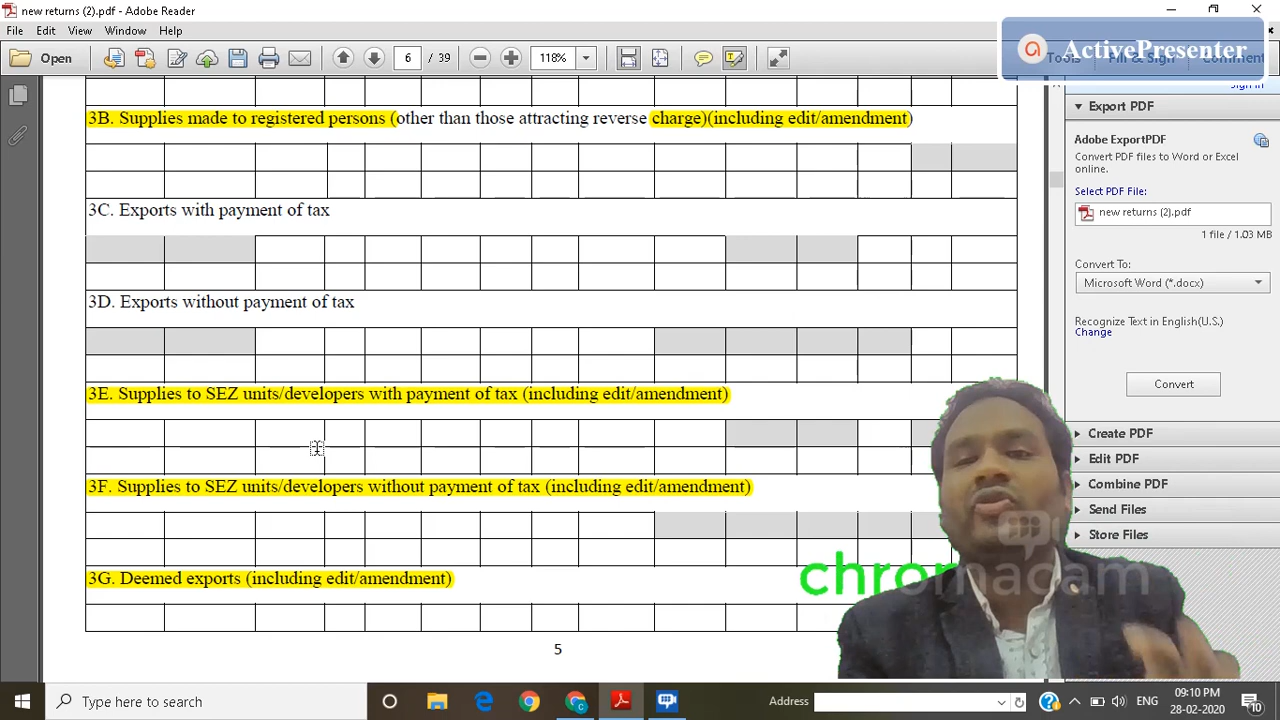 new returns (2).pdf - Adobe Reader
File Edit View Window Help
ActivePresenter
Open 6 / 39 118% Tools Fill & Sign Comment
3B. Supplies made to registered persons (other than those attracting reverse charge)(including edit/amendment)
3C. Exports with payment of tax
3D. Exports without payment of tax
3E. Supplies to SEZ units/developers with payment of tax (including edit/amendment)
3F. Supplies to SEZ units/developers without payment of tax (including edit/amendment)
3G. Deemed exports (including edit/amendment)
5
Sign In
Export PDF
Adobe ExportPDF
Convert PDF files to Word or Excel
online.
Select PDF File:
new returns (2).pdf
1 file / 1.03 MB
Convert To:
Microsoft Word (*.docx)
Recognize Text in English(U.S.)
Change
Convert
Create PDF
Edit PDF
Combine PDF
Send Files
Store Files
chromacam
Type here to search
Address
ENG
09:10 PM
28-02-2020
10